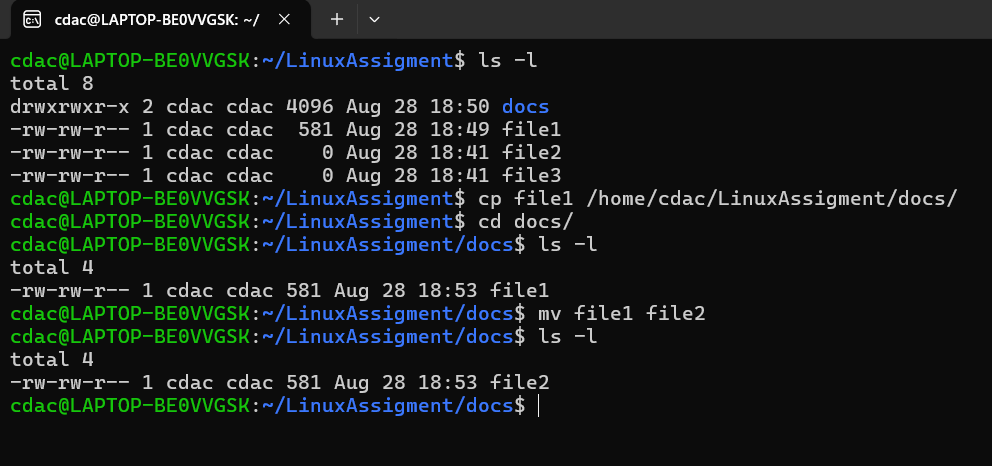 cdac@LAPTOP-BE0VVGSK: ~/
cdac@LAPTOP-BE0VVGSK:~/LinuxAssigment$ ls -l
total 8
drwxrwxr-x 2 cdac cdac 4096 Aug 28 18:50 docs
-rw-rw-r-- 1 cdac cdac  581 Aug 28 18:49 file1
-rw-rw-r-- 1 cdac cdac    0 Aug 28 18:41 file2
-rw-rw-r-- 1 cdac cdac    0 Aug 28 18:41 file3
cdac@LAPTOP-BE0VVGSK:~/LinuxAssigment$ cp file1 /home/cdac/LinuxAssigment/docs/
cdac@LAPTOP-BE0VVGSK:~/LinuxAssigment$ cd docs/
cdac@LAPTOP-BE0VVGSK:~/LinuxAssigment/docs$ ls -l
total 4
-rw-rw-r-- 1 cdac cdac 581 Aug 28 18:53 file1
cdac@LAPTOP-BE0VVGSK:~/LinuxAssigment/docs$ mv file1 file2
cdac@LAPTOP-BE0VVGSK:~/LinuxAssigment/docs$ ls -l
total 4
-rw-rw-r-- 1 cdac cdac 581 Aug 28 18:53 file2
cdac@LAPTOP-BE0VVGSK:~/LinuxAssigment/docs$